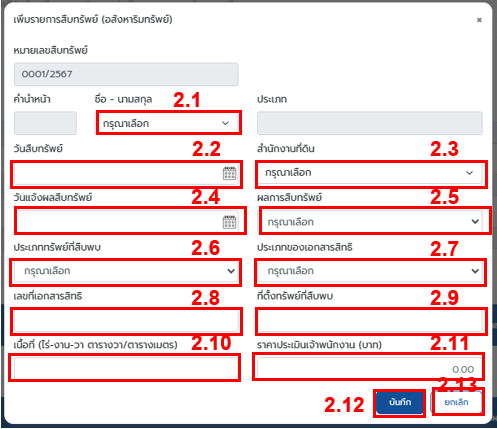 เพิ่มรายการสืบทรัพย์ (อสังหาริมทรัพย์) ×
หมายเลขสืบทรัพย์
0001/2567
คำนำหน้า ชื่อ - นามสกุล 2.1 ประเภท
กรุณาเลือก
วันสืบทรัพย์ 2.2 สำนักงานที่ดิน 2.3
กรุณาเลือก
วันแจ้งผลสืบทรัพย์ 2.4 ผลการสืบทรัพย์ 2.5
กรุณาเลือก
ประเภททรัพย์ที่สืบพบ 2.6 ประเภทของเอกสารสิทธิ 2.7
กรุณาเลือก กรุณาเลือก
เลขที่เอกสารสิทธิ 2.8 ที่ตั้งทรัพย์ที่สืบพบ 2.9
เนื้อที่ (ไร่-งาน-วา ตารางวา/ตารางเมตร) 2.10 ราคาประเมินเจ้าพนักงาน (บาท) 2.11
0.00
2.12 บันทึก 2.13 ยกเลิก